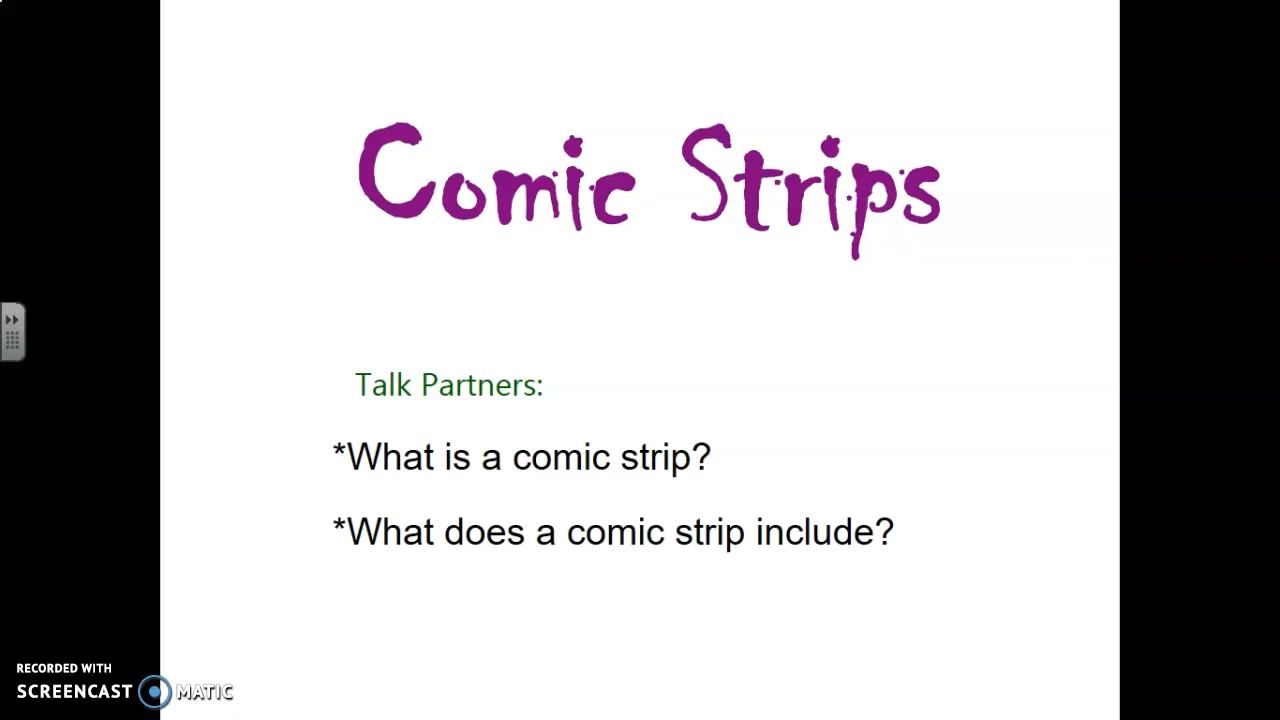 Comic Strips
Talk Partners:
*What is a comic strip?
*What does a comic strip include?
RECORDED WITH
SCREENCAST MATIC